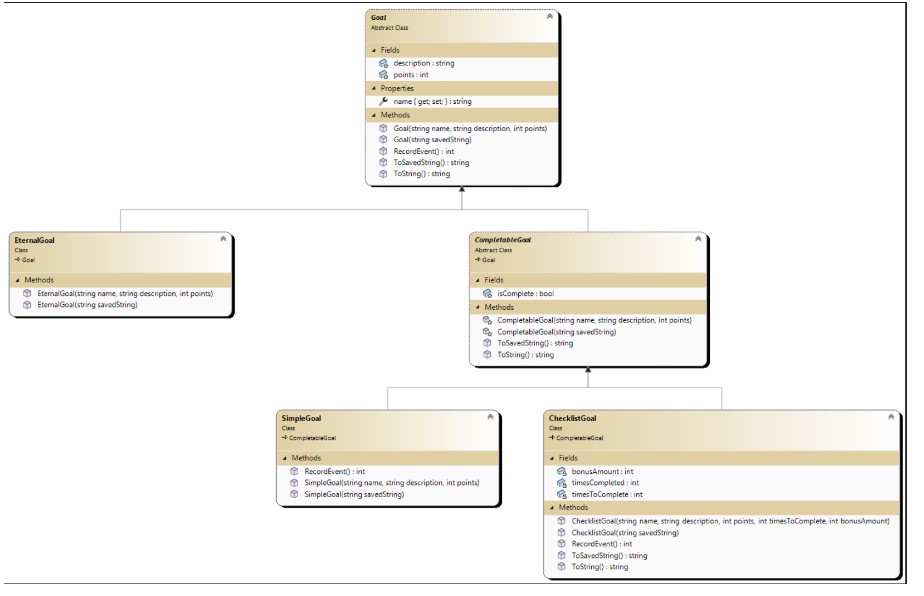 Goal
Abstract Class
Fields
description : string
points : int
Properties
name { get; set; } : string
Methods
Goal(string name, string description, int points)
Goal(string savedString)
RecordEvent() : int
ToSavedString() : string
ToString() : string
EternalGoal
Class
Goal
Methods
EternalGoal(string name, string description, int points)
EternalGoal(string savedString)
CompletableGoal
Abstract Class
Goal
Fields
isComplete : bool
Methods
CompletableGoal(string name, string description, int points)
CompletableGoal(string savedString)
ToSavedString() : string
ToString() : string
SimpleGoal
Class
CompletableGoal
Methods
RecordEvent() : int
SimpleGoal(string name, string description, int points)
SimpleGoal(string savedString)
ChecklistGoal
Class
CompletableGoal
Fields
bonusAmount : int
timesCompleted : int
timesToComplete : int
Methods
ChecklistGoal(string name, string description, int points, int timesToComplete, int bonusAmount)
ChecklistGoal(string savedString)
RecordEvent() : int
ToSavedString() : string
ToString() : string